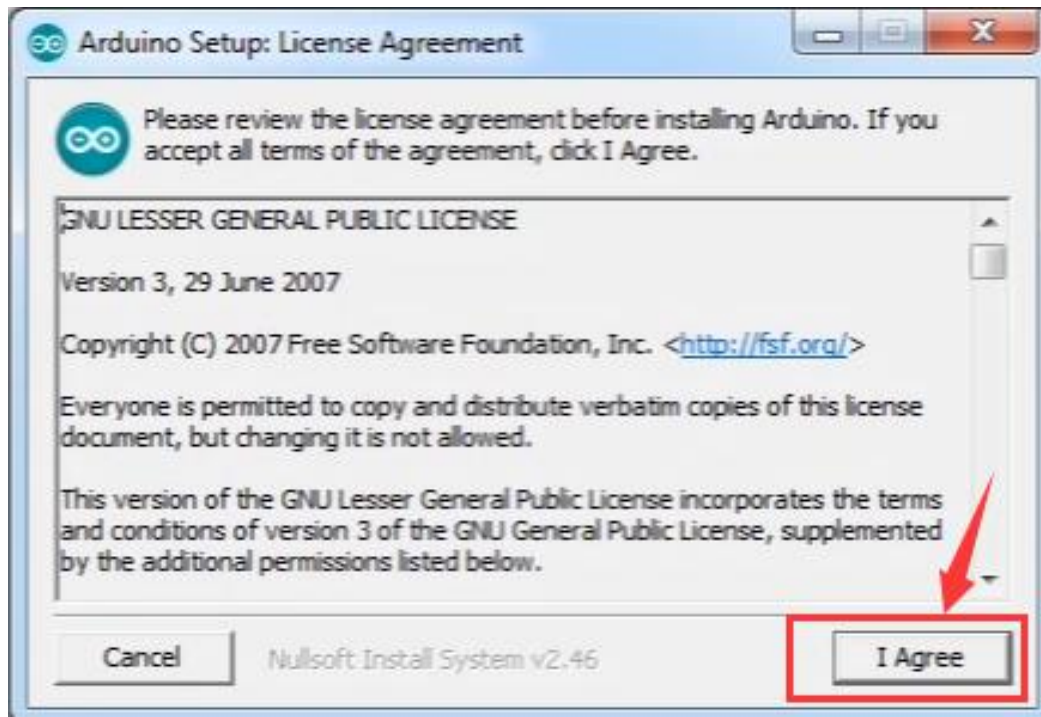 Arduino Setup: License Agreement
Please review the license agreement before installing Arduino. If you
accept all terms of the agreement, click I Agree.
GNU LESSER GENERAL PUBLIC LICENSE
Version 3, 29 June 2007
Copyright (C) 2007 Free Software Foundation, Inc. <http://fsf.org/>
Everyone is permitted to copy and distribute verbatim copies of this license
document, but changing it is not allowed.
This version of the GNU Lesser General Public License incorporates the terms
and conditions of version 3 of the GNU General Public License, supplemented
by the additional permissions listed below.
Cancel
Nullsoft Install System v2.46
I Agree